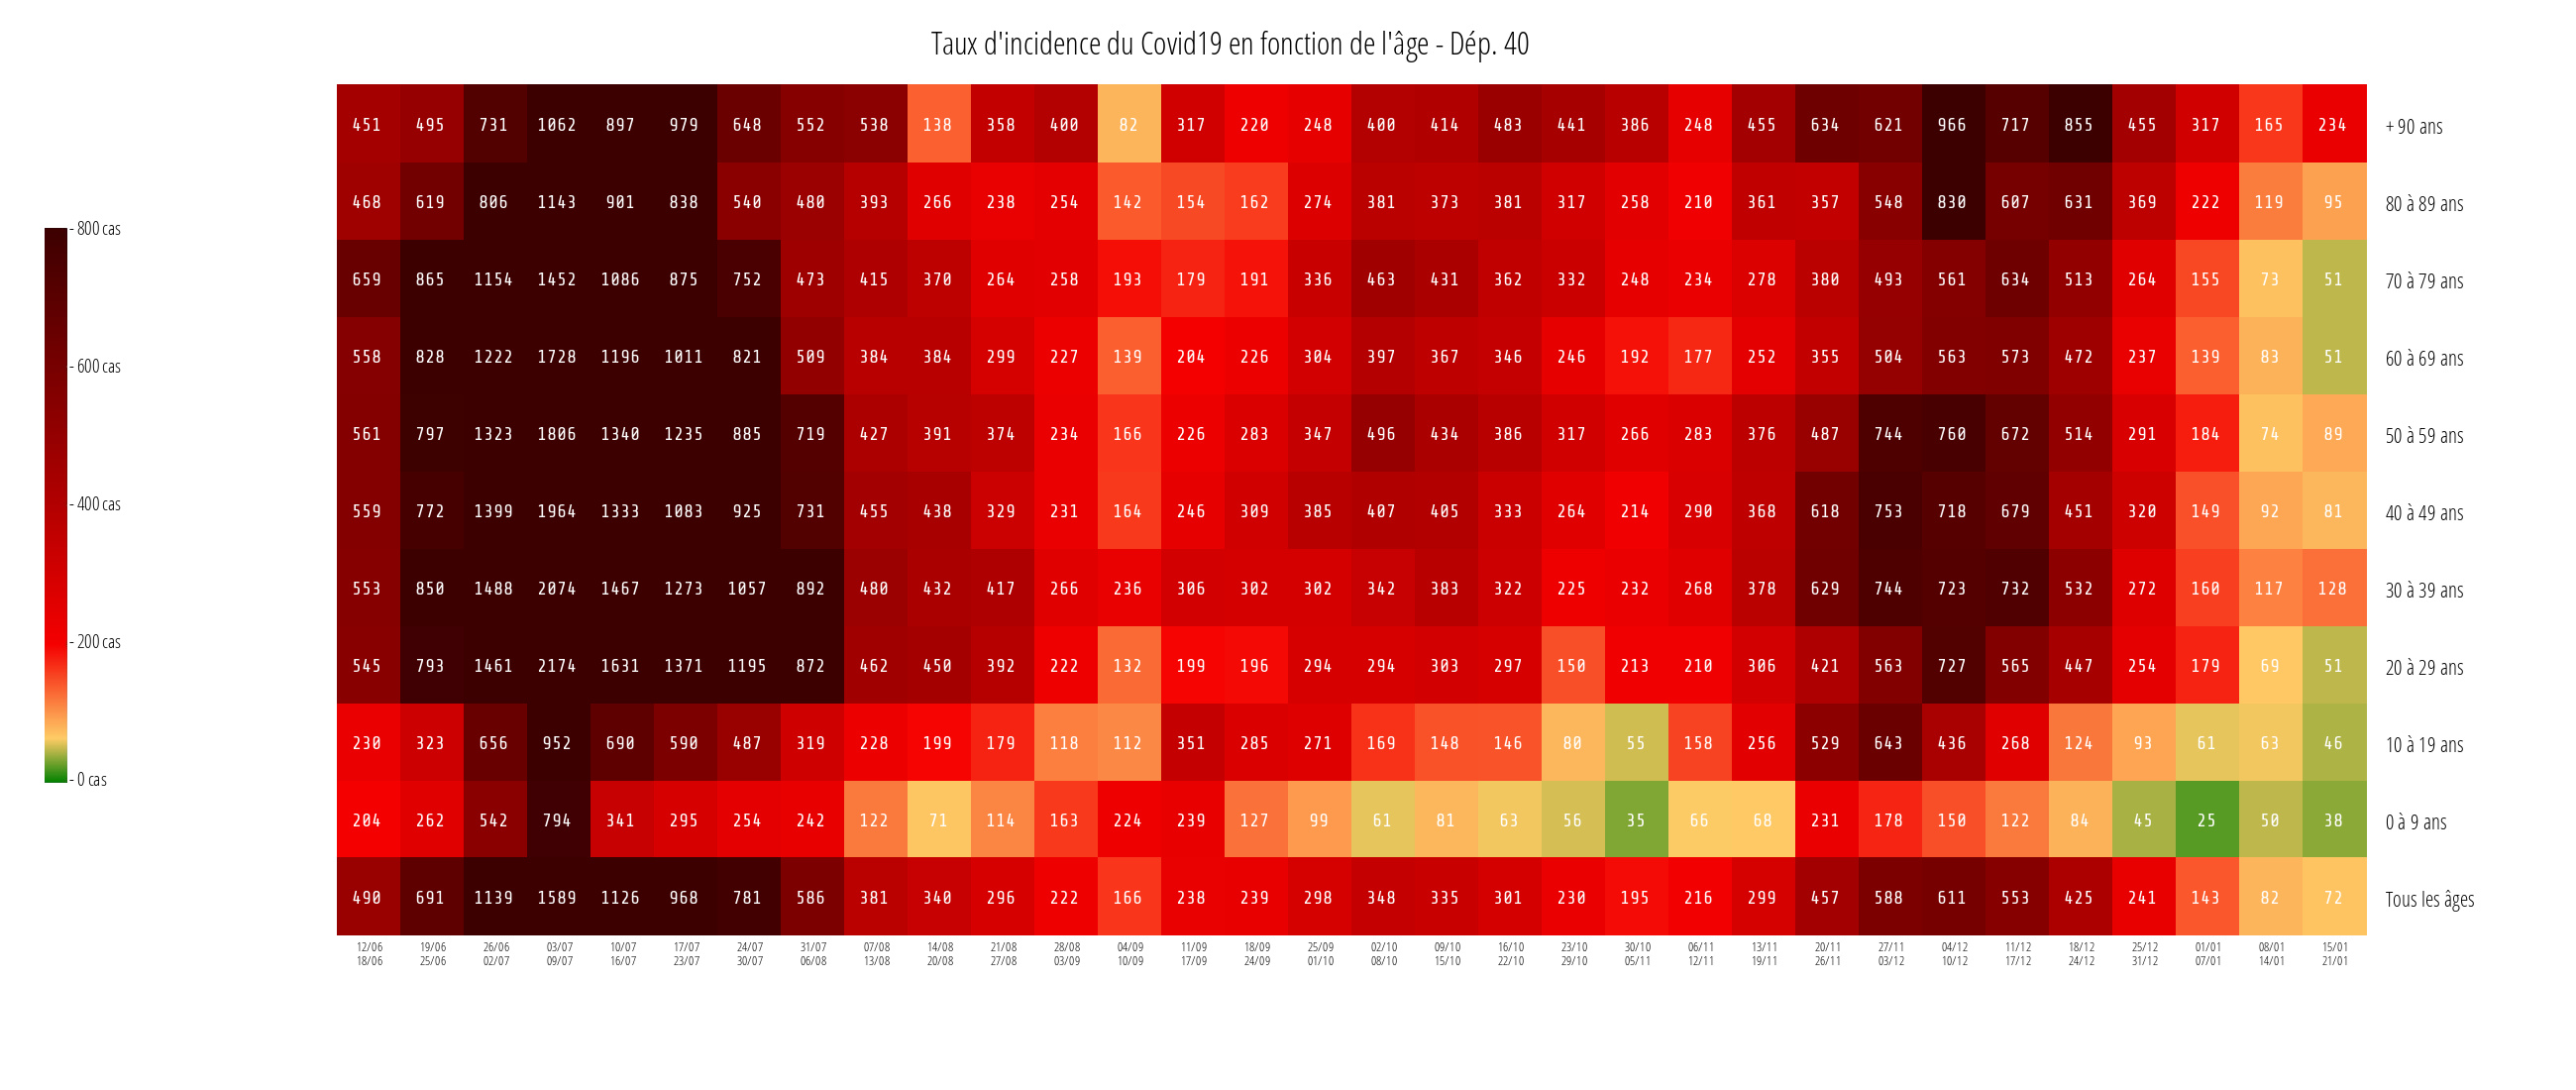 Taux d'incidence du Covid19 en fonction de l'âge - Dép. 40
451 495 731 1062 897 979 648 552 538 138 358 400 82 317 220 248 400 414 483 441 386 248 455 634 621 966 717 855 455 317 165 234 + 90 ans
468 619 806 1143 901 838 540 480 393 266 238 254 142 154 162 274 381 373 381 317 258 210 361 357 548 830 607 631 369 222 119 95 80 à 89 ans
- 800 cas
659 865 1154 1452 1086 875 752 473 415 370 264 258 193 179 191 336 463 431 362 332 248 234 278 380 493 561 634 513 264 155 73 51 70 à 79 ans
558 828 1222 1728 1196 1011 821 509 384 384 299 227 139 204 226 304 397 367 346 246 192 177 252 355 504 563 573 472 237 139 83 51 60 à 69 ans
- 600 cas
561 797 1323 1806 1340 1235 885 719 427 391 374 234 166 226 283 347 496 434 386 317 266 283 376 487 744 760 672 514 291 184 74 89 50 à 59 ans
- 400 cas
559 772 1399 1964 1333 1083 925 731 455 438 329 231 164 246 309 385 407 405 333 264 214 290 368 618 753 718 679 451 320 149 92 81 40 à 49 ans
553 850 1488 2074 1467 1273 1057 892 480 432 417 266 236 306 302 302 342 383 322 225 232 268 378 629 744 723 732 532 272 160 117 128 30 à 39 ans
- 200 cas
545 793 1461 2174 1631 1371 1195 872 462 450 392 222 132 199 196 294 294 303 297 150 213 210 306 421 563 727 565 447 254 179 69 51 20 à 29 ans
230 323 656 952 690 590 487 319 228 199 179 118 112 351 285 271 169 148 146 80 55 158 256 529 643 436 268 124 93 61 63 46 10 à 19 ans
- 0 cas
204 262 542 794 341 295 254 242 122 71 114 163 224 239 127 99 61 81 63 56 35 66 68 231 178 150 122 84 45 25 50 38 0 à 9 ans
490 691 1139 1589 1126 968 781 586 381 340 296 222 166 238 239 298 348 335 301 230 195 216 299 457 588 611 553 425 241 143 82 72 Tous les âges
12/06 19/06 26/06 03/07 10/07 17/07 24/07 31/07 07/08 14/08 21/08 28/08 04/09 11/09 18/09 25/09 02/10 09/10 16/10 23/10 30/10 06/11 13/11 20/11 27/11 04/12 11/12 18/12 25/12 01/01 08/01 15/01
18/06 25/06 02/07 09/07 16/07 23/07 30/07 06/08 13/08 20/08 27/08 03/09 10/09 17/09 24/09 01/10 08/10 15/10 22/10 29/10 05/11 12/11 19/11 26/11 03/12 10/12 17/12 24/12 31/12 07/01 14/01 21/01